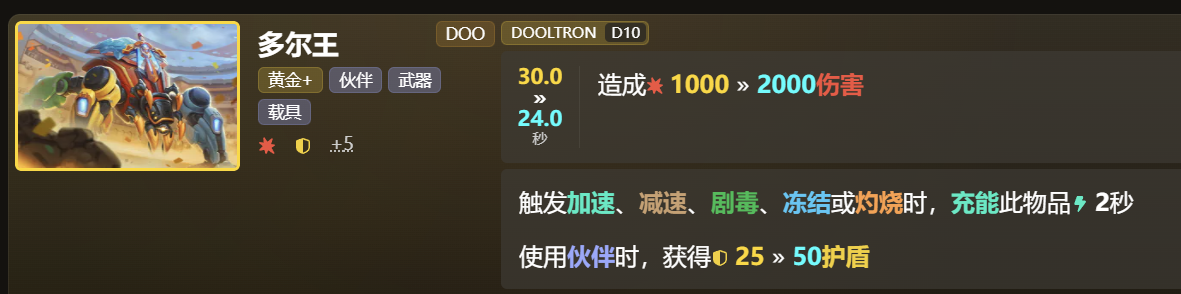 多尔王
DOO
黄金+ 伙伴 武器
载具
+5
DOOLTRON D10
30.0
»
24.0
秒
造成 1000 » 2000伤害
触发加速、减速、剧毒、冻结或灼烧时，充能此物品 2秒
使用伙伴时，获得 25 » 50护盾